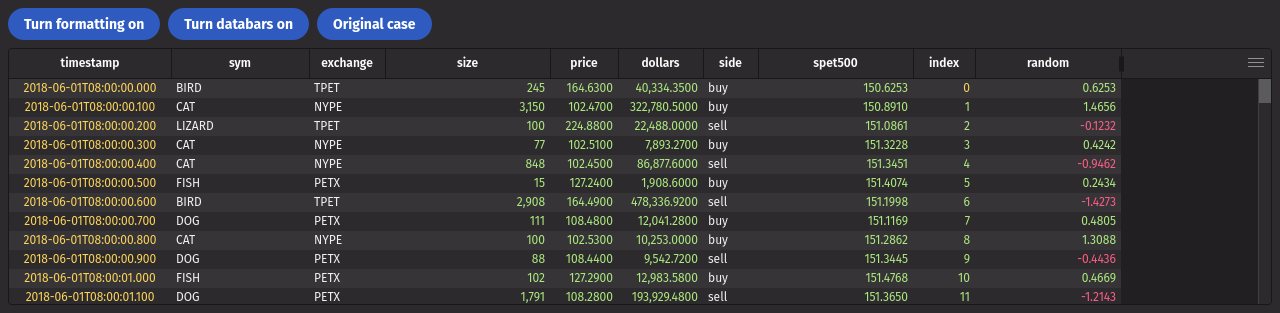 Turn formatting on Turn databars on Original case
timestamp sym exchange size price dollars side spet500 index random
2018-06-01T08:00:00.000 BIRD TPET 245 164.6300 40,334.3500 buy 150.6253 0 0.6253
2018-06-01T08:00:00.100 CAT NYPE 3,150 102.4700 322,780.5000 buy 150.8910 1 1.4656
2018-06-01T08:00:00.200 LIZARD TPET 100 224.8800 22,488.0000 sell 151.0861 2 -0.1232
2018-06-01T08:00:00.300 CAT NYPE 77 102.5100 7,893.2700 buy 151.3228 3 0.4242
2018-06-01T08:00:00.400 CAT NYPE 848 102.4500 86,877.6000 sell 151.3451 4 -0.9462
2018-06-01T08:00:00.500 FISH PETX 15 127.2400 1,908.6000 buy 151.4074 5 0.2434
2018-06-01T08:00:00.600 BIRD TPET 2,908 164.4900 478,336.9200 sell 151.1998 6 -1.4273
2018-06-01T08:00:00.700 DOG PETX 111 108.4800 12,041.2800 buy 151.1169 7 0.4805
2018-06-01T08:00:00.800 CAT NYPE 100 102.5300 10,253.0000 buy 151.2862 8 1.3088
2018-06-01T08:00:00.900 DOG PETX 88 108.4400 9,542.7200 sell 151.3445 9 -0.4436
2018-06-01T08:00:01.000 FISH PETX 102 127.2900 12,983.5800 buy 151.4768 10 0.4669
2018-06-01T08:00:01.100 DOG PETX 1,791 108.2800 193,929.4800 sell 151.3650 11 -1.2143